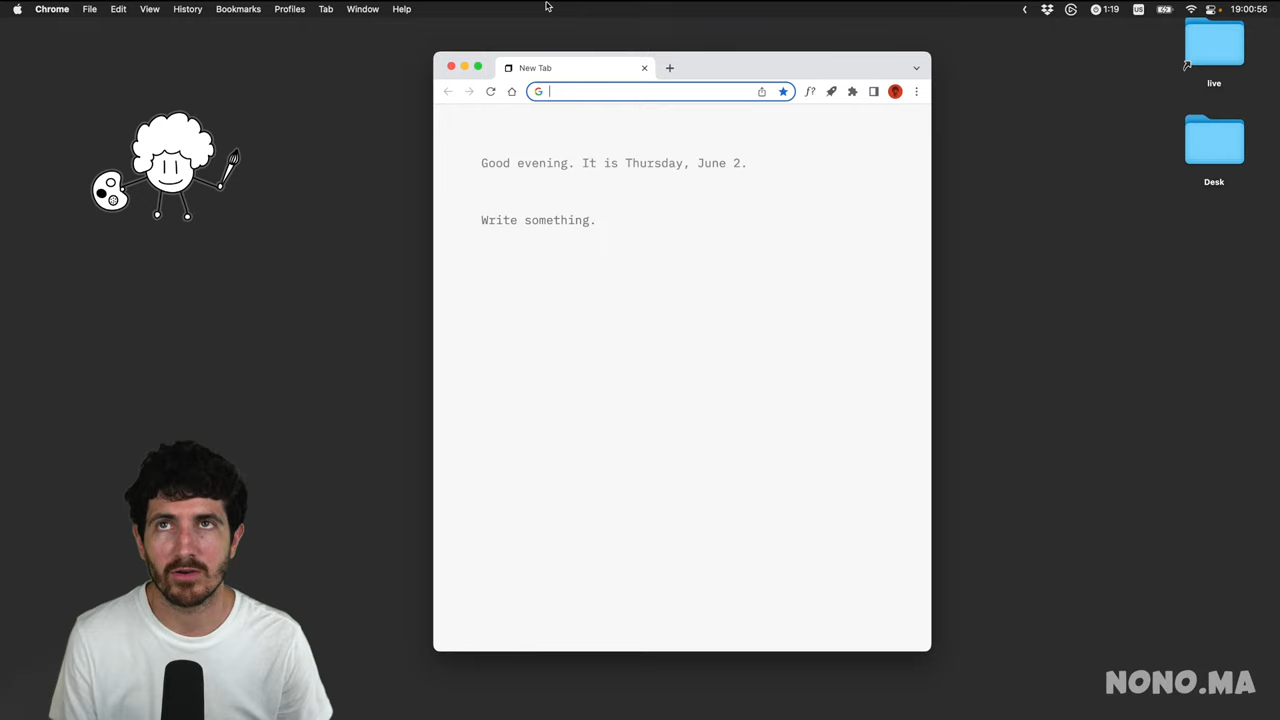 Chrome File Edit View History Bookmarks Profiles Tab Window Help 1:19 US 19:00:56
New Tab
live
Good evening. It is Thursday, June 2.
Desk
Write something.
NONO.MA